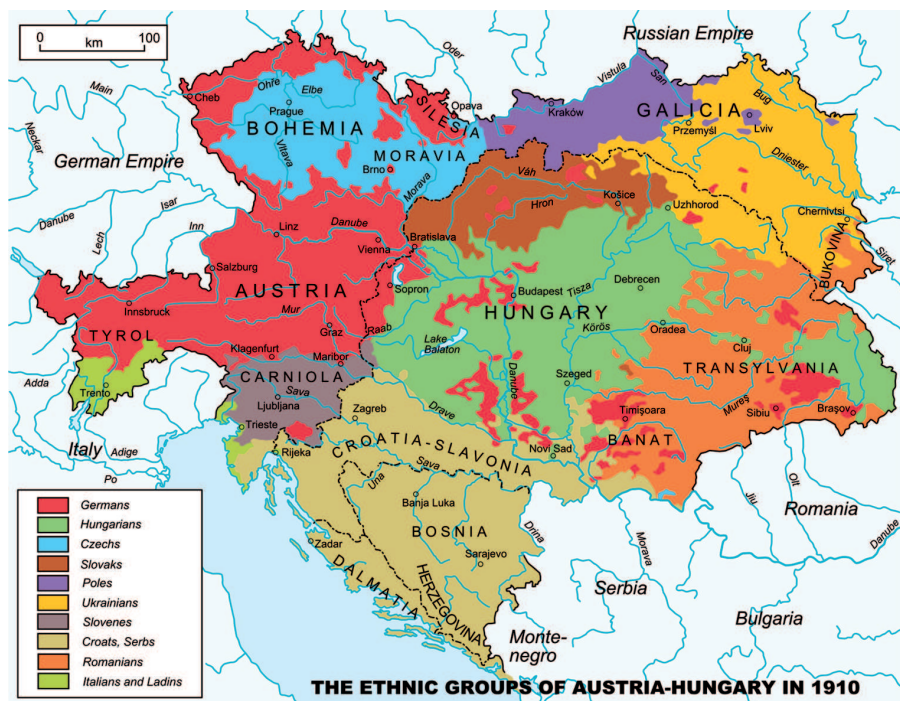 0 100
km
Russian Empire
Oder
Main
Ohře
Elbe
Cheb
Prague
Vistula
San
Bug
Opava
Kraków
GALICIA
Przemyśl
Lviv
SILESIA
BOHEMIA
Neckar
Vltava
MORAVIA
Brno
Morava
German Empire
Dniester
Váh
Košice
Uzhhorod
Hron
Chernivtsi
Isar
Danube
Lech
Inn
Linz
Danube
Vienna
Bratislava
BUKOVINA
Siret
Salzburg
AUSTRIA
Sopron
Budapest
Tisza
Debrecen
Innsbruck
Mur
HUNGARY
TYROL
Graz
Raab
Körös
Oradea
Lake
Balaton
Klagenfurt
Maribor
Cluj
TRANSYLVANIA
Adda
Trento
CARNIOLA
Sava
Ljubljana
Drave
Danube
Szeged
Mureş
Timişoara
Sibiu
Braşov
Zagreb
Trieste
BANAT
Italy
Adige
Po
Rijeka
CROATIA-SLAVONIA
Sava
Novi Sad
Una
Banja Luka
Drina
Jiu
Olt
Romania
BOSNIA
Morava
Danube
Zadar
Sarajevo
DALMATIA
HERZEGOVINA
Serbia
Bulgaria
Monte-
negro
Germans
Hungarians
Czechs
Slovaks
Poles
Ukrainians
Slovenes
Croats, Serbs
Romanians
Italians and Ladins
THE ETHNIC GROUPS OF AUSTRIA-HUNGARY IN 1910